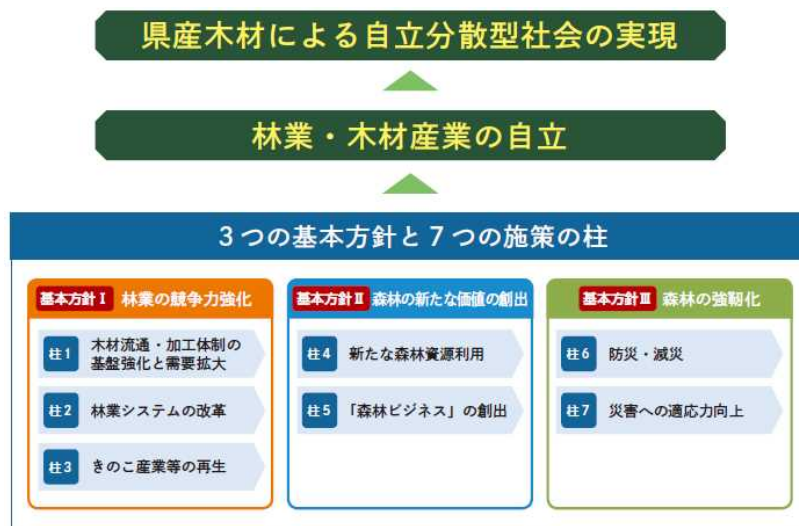 県産木材による自立分散型社会の実現
林業・木材産業の自立
3つの基本方針と7つの施策の柱
基本方針Ⅰ 林業の競争力強化
柱1 木材流通・加工体制の
基盤強化と需要拡大
柱2 林業システムの改革
柱3 きのこ産業等の再生
基本方針Ⅱ 森林の新たな価値の創出
柱4 新たな森林資源利用
柱5 「森林ビジネス」の創出
基本方針Ⅲ 森林の強靭化
柱6 防災・減災
柱7 災害への適応力向上